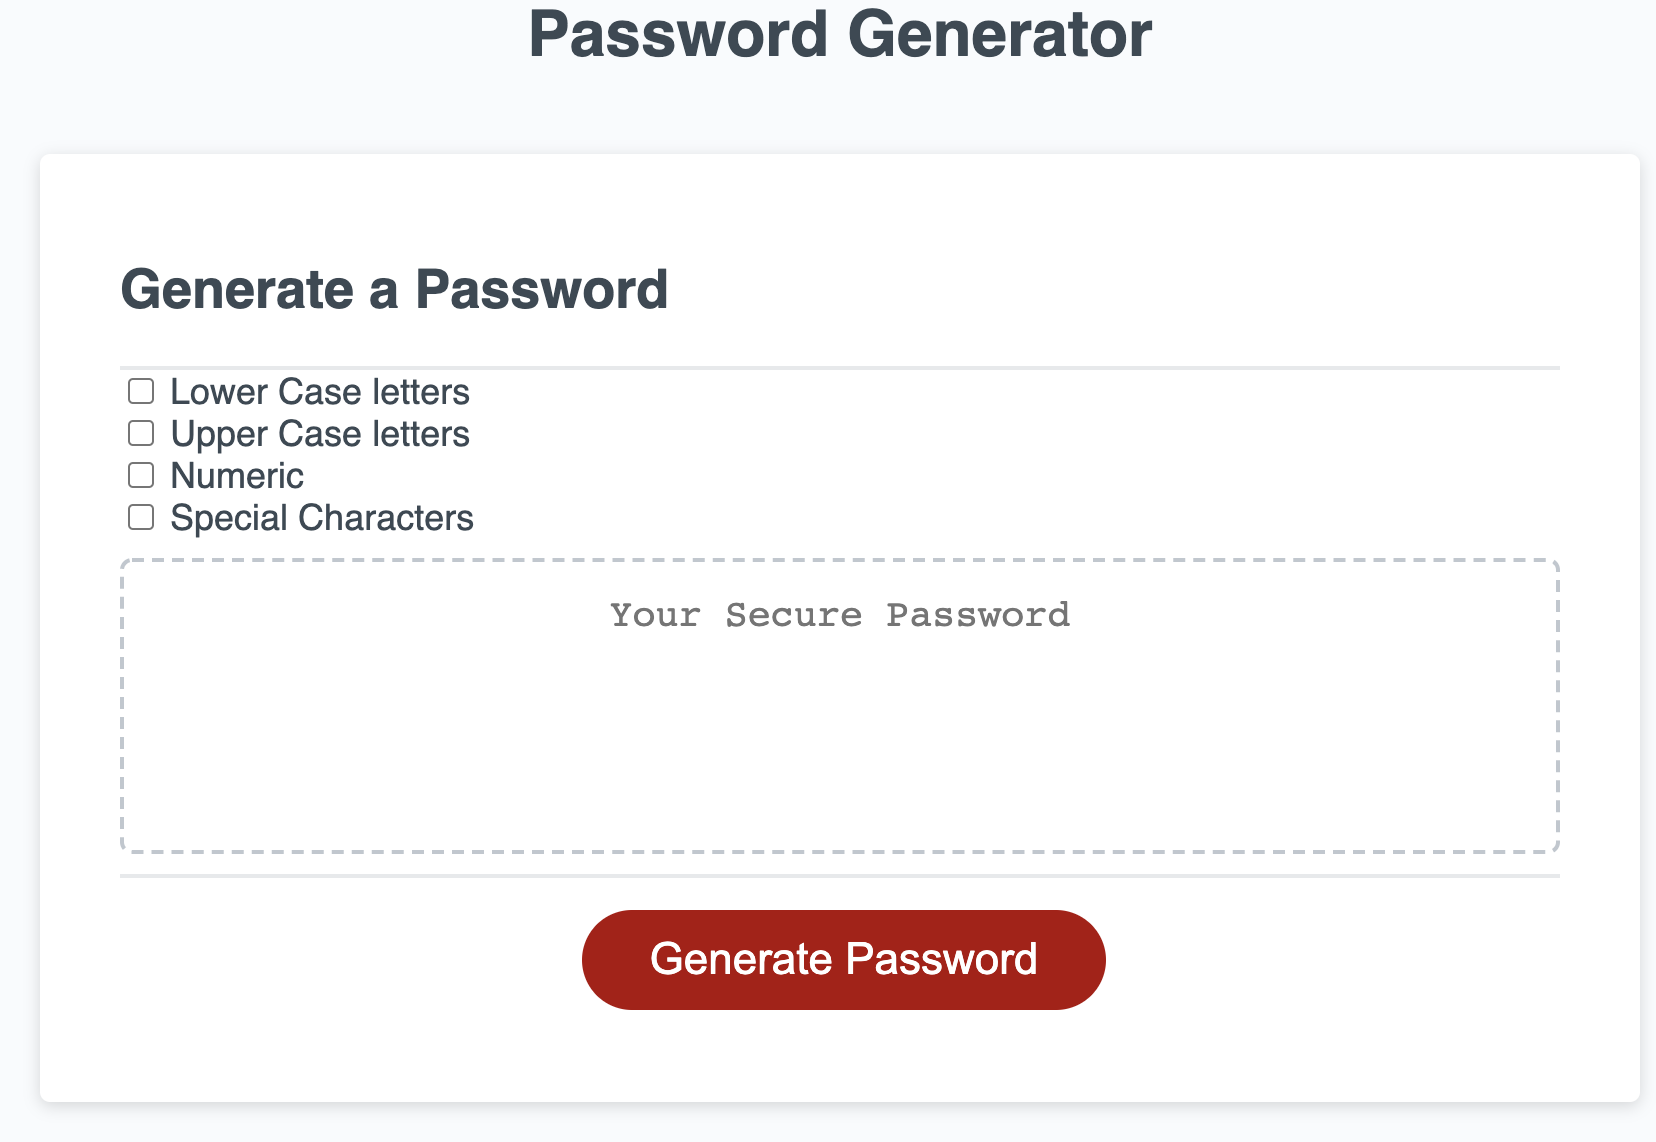 Password Generator
Generate a Password
Lower Case letters
Upper Case letters
Numeric
Special Characters
Your Secure Password
Generate Password